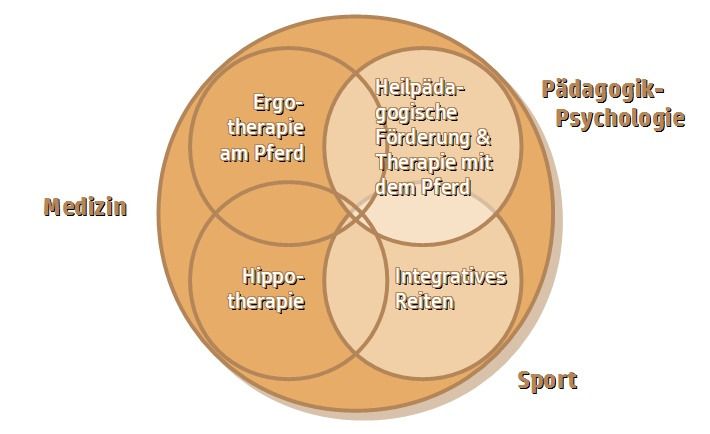 Pädagogik-
Psychologie
Heilpäda-
gogische
Förderung &
Therapie mit
dem Pferd
Ergo-
therapie
am Pferd
Medizin
Hippo-
therapie
Integratives
Reiten
Sport